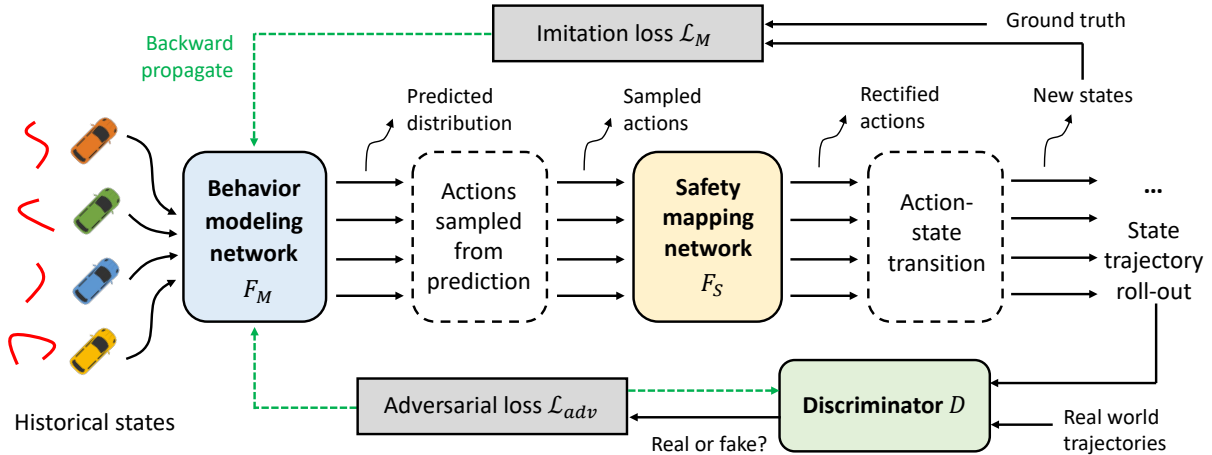 Imitation loss ℒ_M
Ground truth
Backward
propagate
Predicted
distribution
Sampled
actions
Rectified
actions
New states
Behavior
modeling
network
F_M
Actions
sampled
from
prediction
Safety
mapping
network
F_S
Action-
state
transition
...
State
trajectory
roll-out
Historical states
Adversarial loss ℒ_adv
Real or fake?
Discriminator D
Real world
trajectories